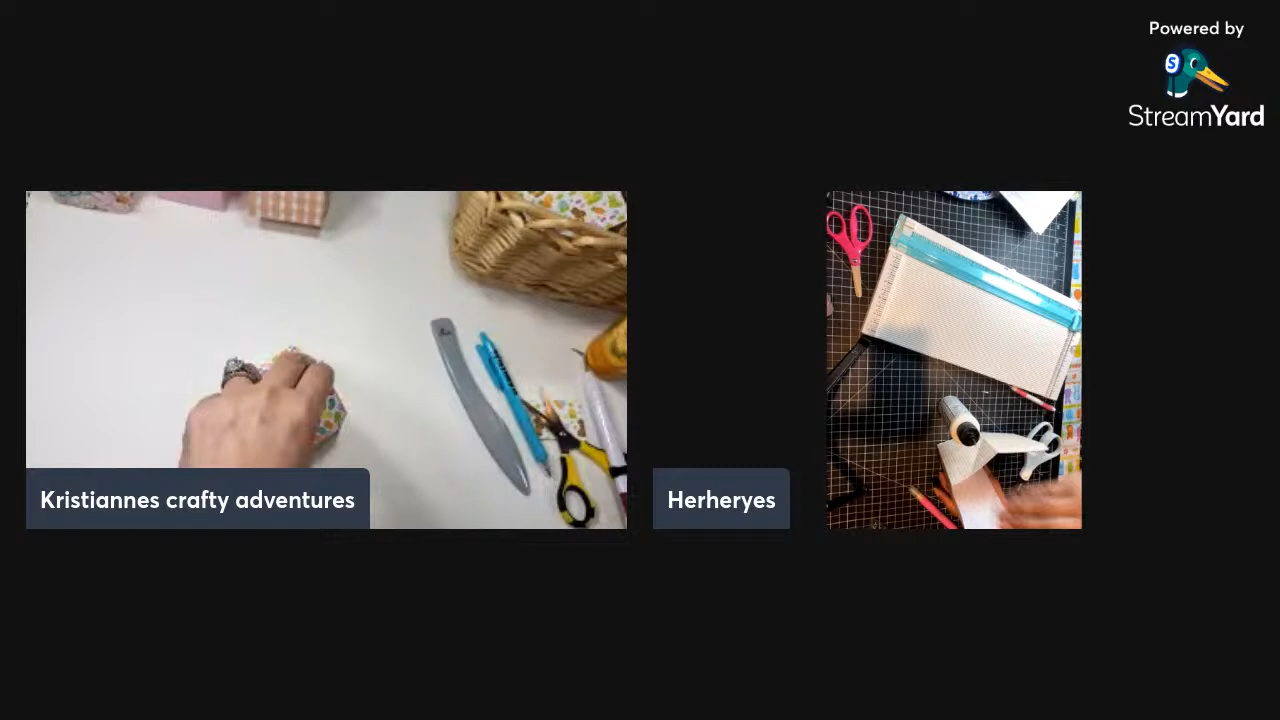 Powered by
S
StreamYard
Kristiannes crafty adventures
Herheryes